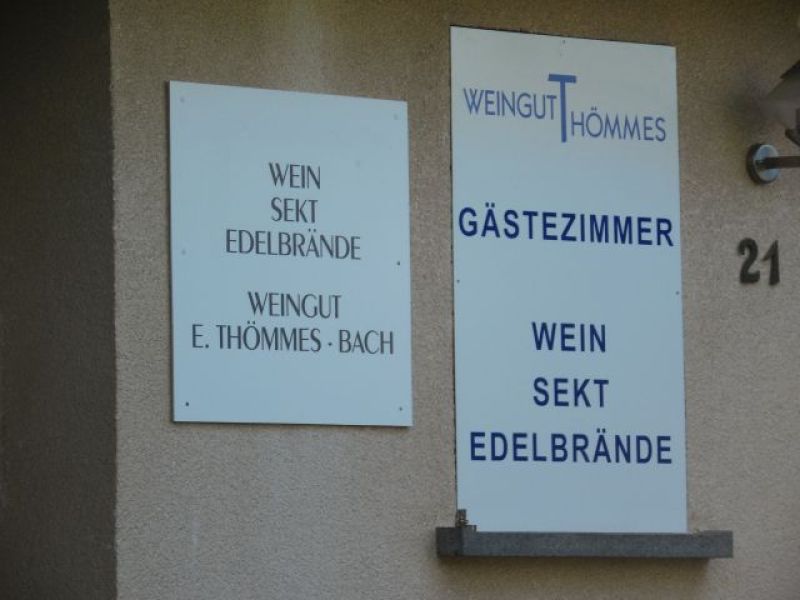 WEIN
SEKT
EDELBRÄNDE
WEINGUT
E. THÖMMES · BACH
WEINGUT THÖMMES
GÄSTEZIMMER
WEIN
SEKT
EDELBRÄNDE
21